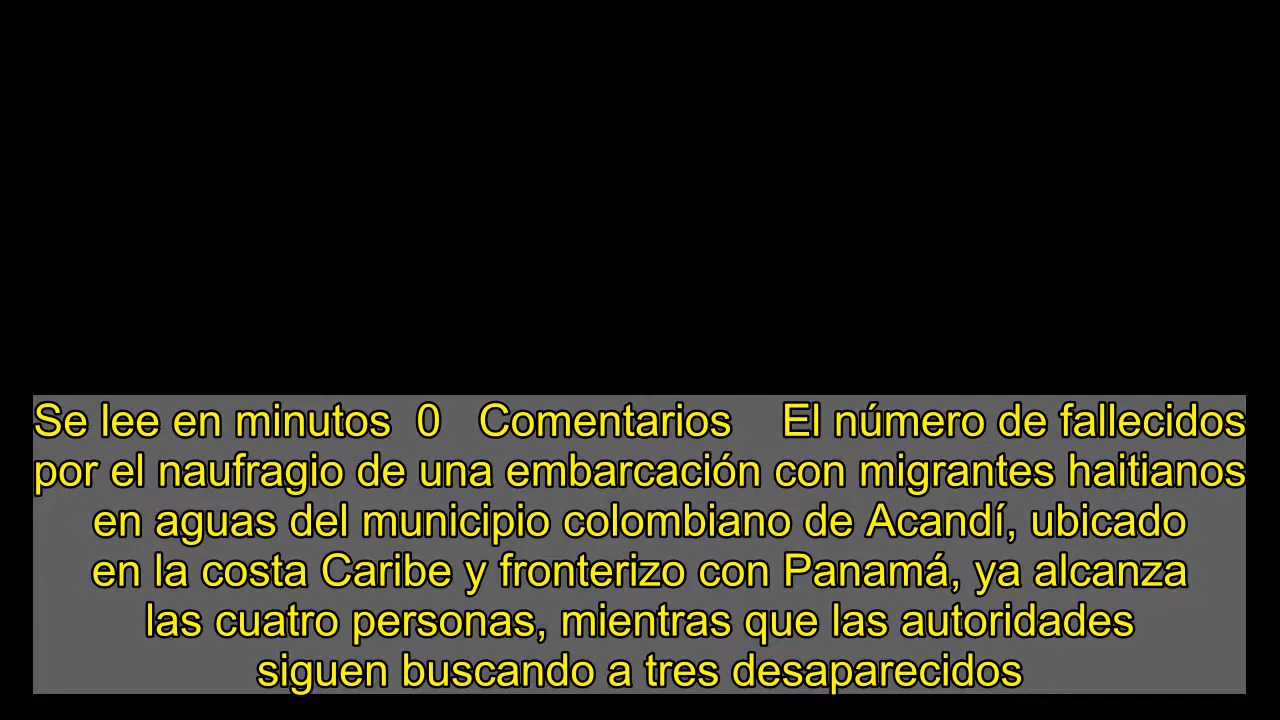 Se lee en minutos  0   Comentarios    El número de fallecidos
por el naufragio de una embarcación con migrantes haitianos
en aguas del municipio colombiano de Acandí, ubicado
en la costa Caribe y fronterizo con Panamá, ya alcanza
las cuatro personas, mientras que las autoridades
siguen buscando a tres desaparecidos